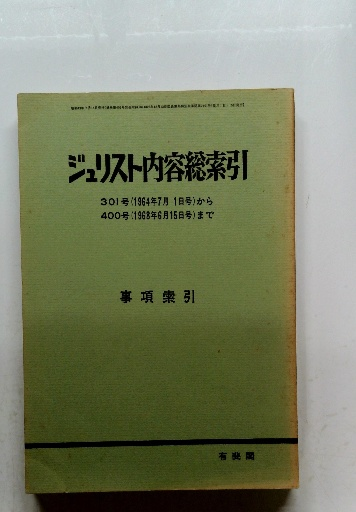 ジュリスト内容総索引
301号(1964年7月 1日号)から
400号(1968年6月15日号)まで
事項索引
有斐閣